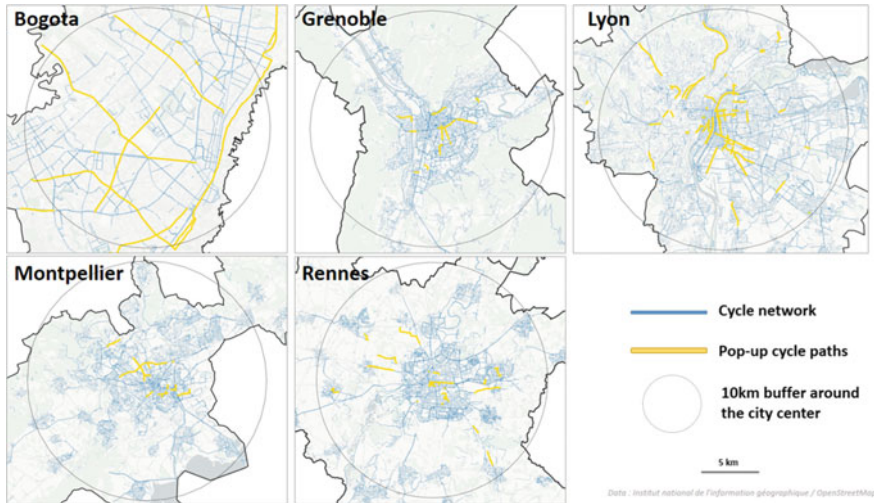 Bogota
Grenoble
Lyon
Montpellier
Rennes
Cycle network
Pop-up cycle paths
10km buffer around
the city center
5 km
Data : Institut national de l'information géographique / OpenStreetMap